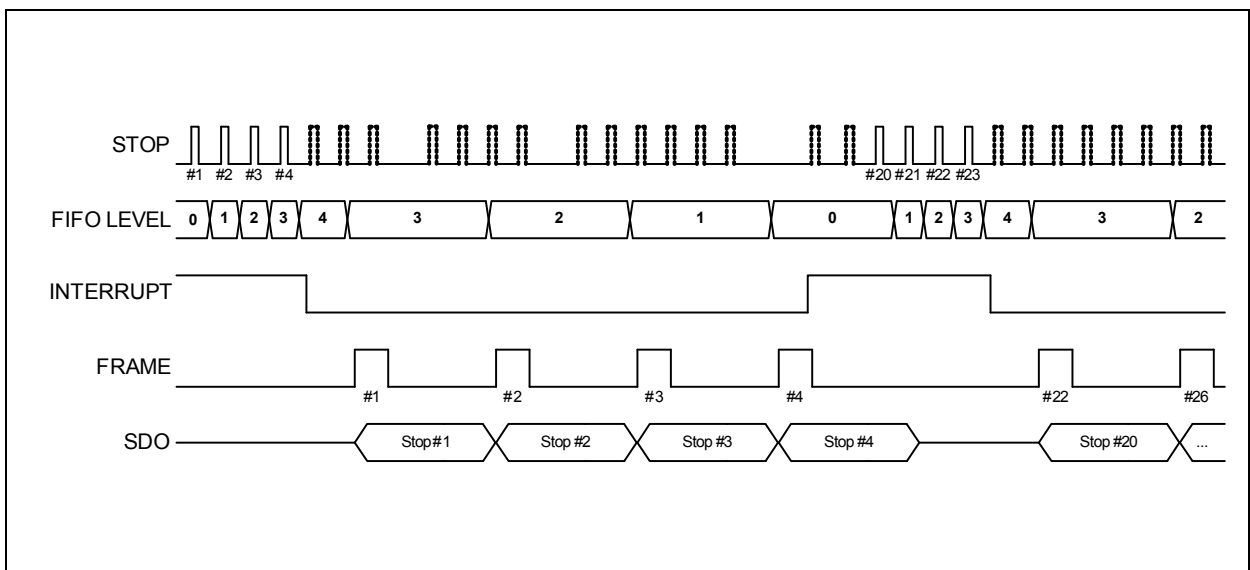 STOP
#1 #2 #3 #4 #20 #21 #22 #23
FIFO LEVEL 0 1 2 3 4 3 2 1 0 1 2 3 4 3 2
INTERRUPT
FRAME
#1 #2 #3 #4 #22 #26
SDO Stop#1 Stop #2 Stop #3 Stop #4 Stop #20 ...